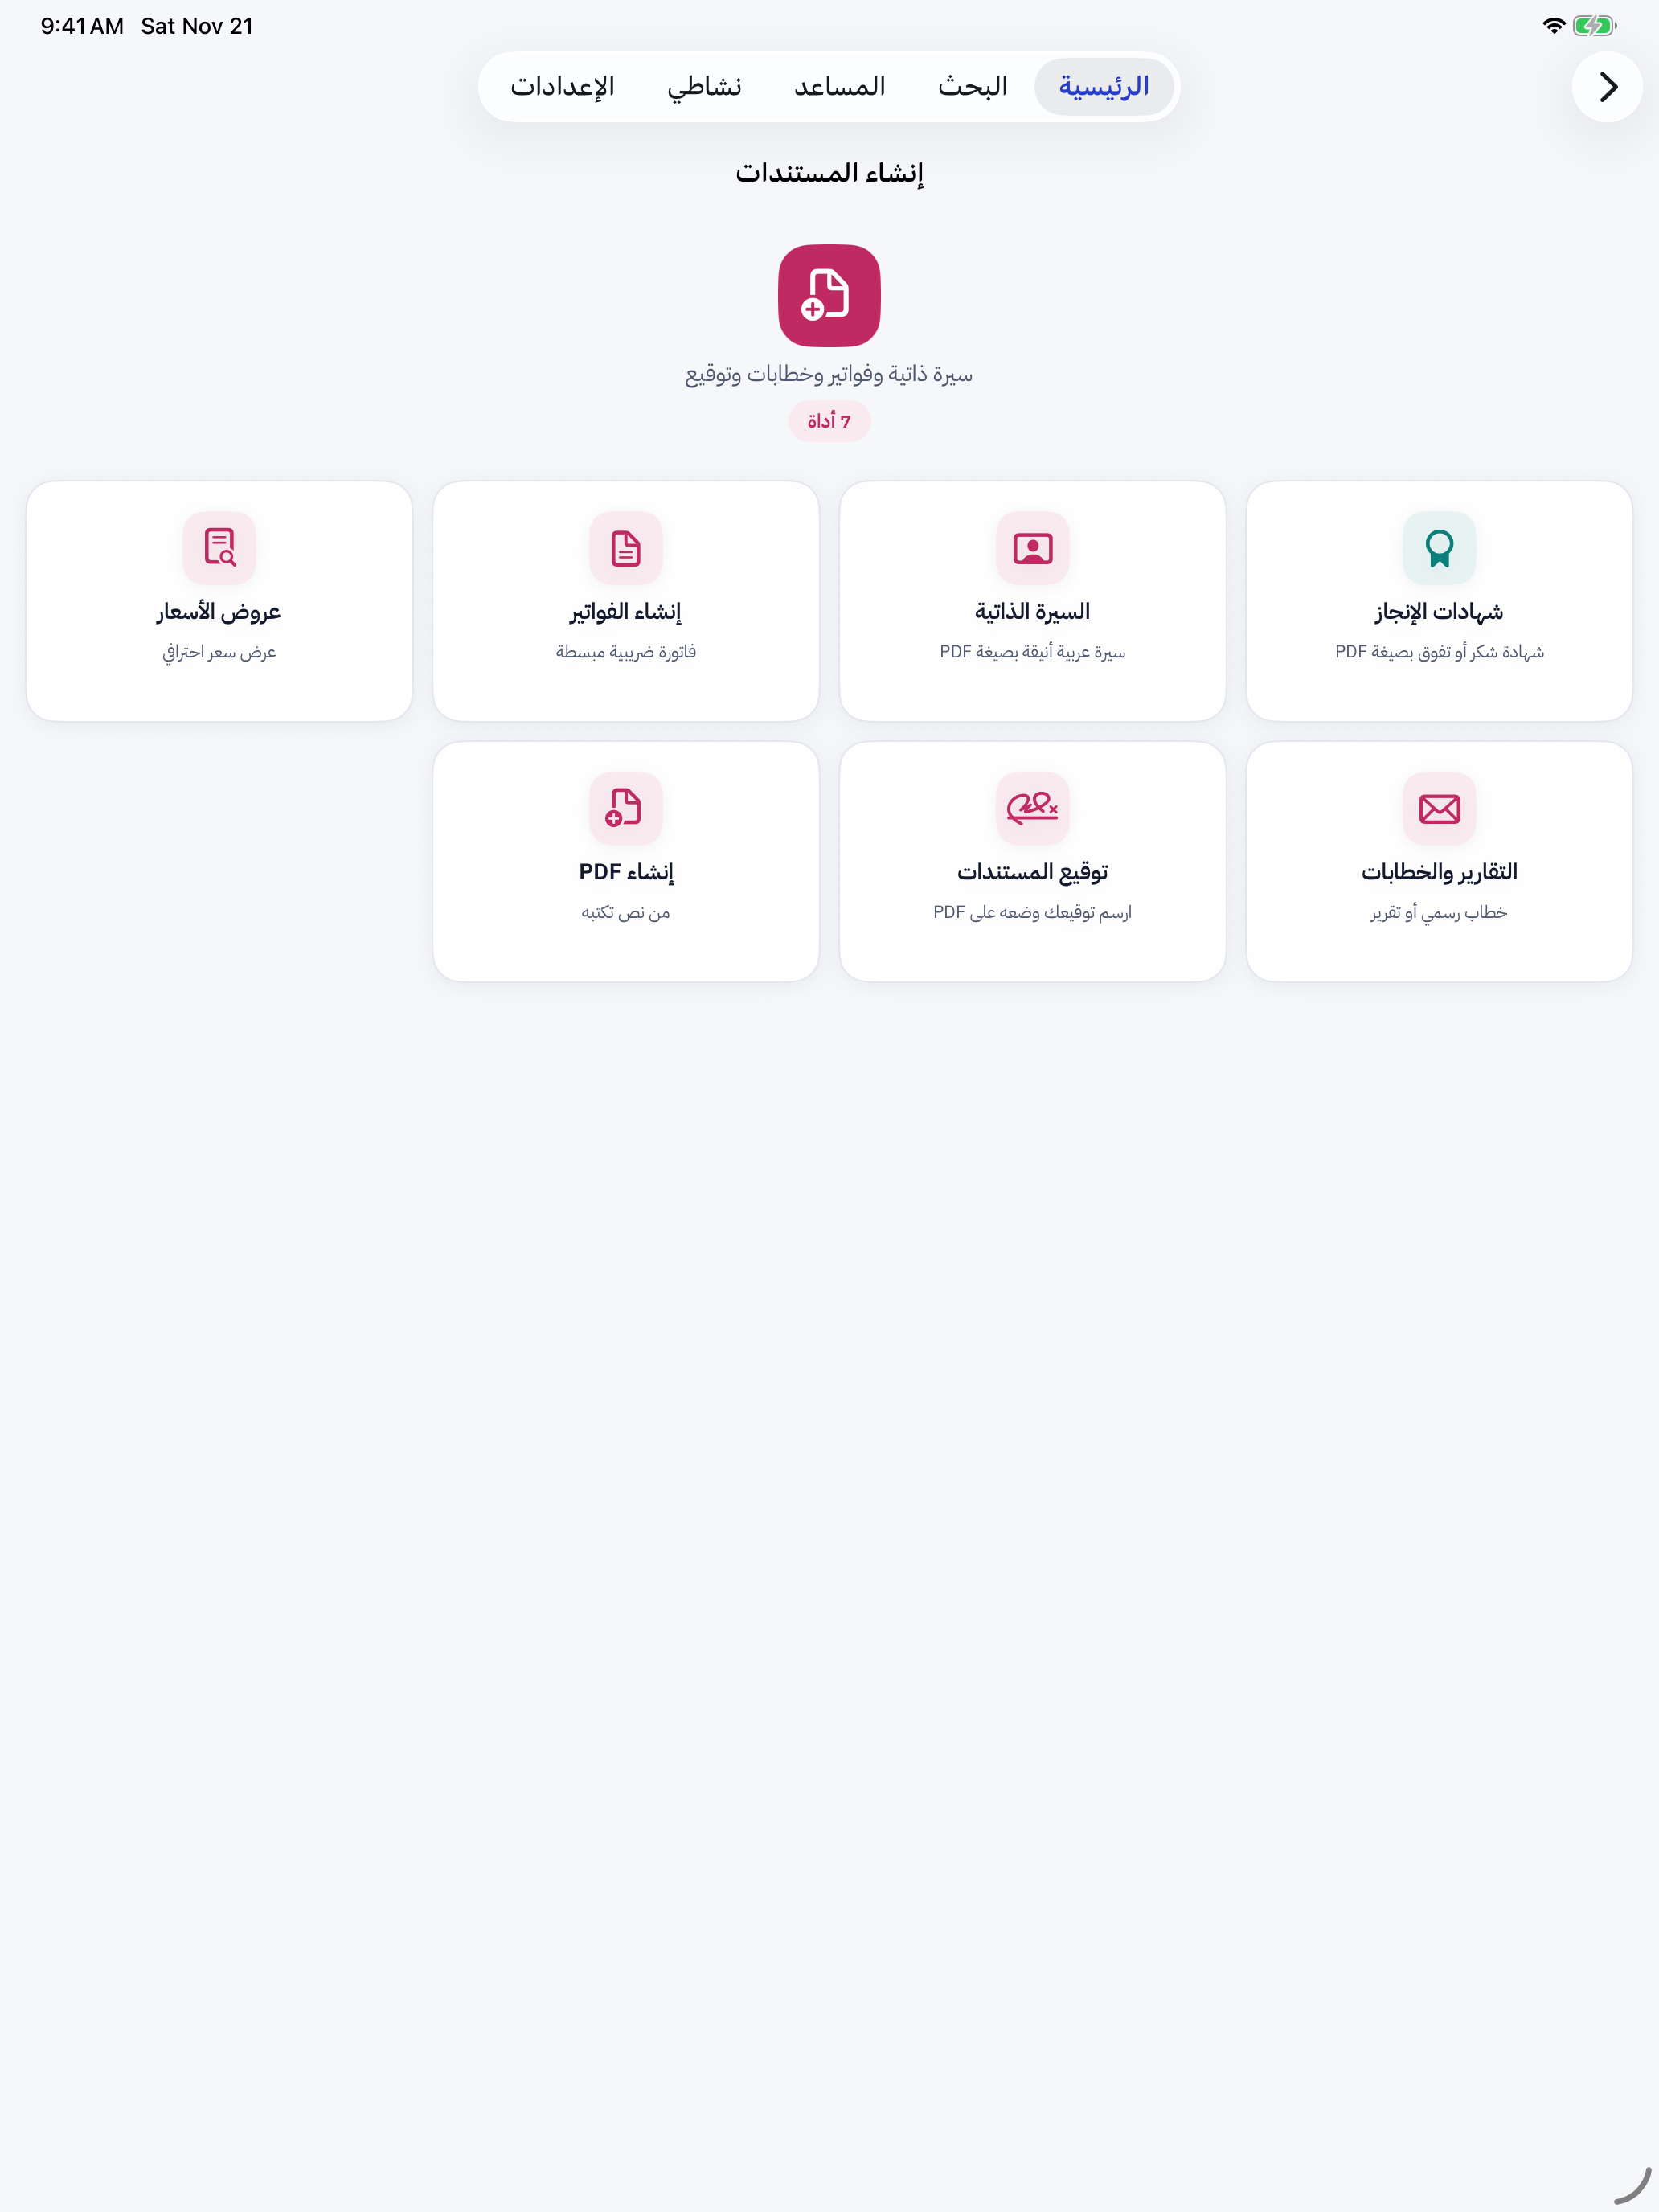 9:41 AM Sat Nov 21
الرئيسية البحث المساعد نشاطي الإعدادات
إنشاء المستندات
سيرة ذاتية وفواتير وخطابات وتوقيع
7 أداة
شهادات الإنجاز
شهادة شكر أو تفوق بصيغة PDF
السيرة الذاتية
سيرة عربية أنيقة بصيغة PDF
إنشاء الفواتير
فاتورة ضريبية مبسطة
عروض الأسعار
عرض سعر احترافي
التقارير والخطابات
خطاب رسمي أو تقرير
توقيع المستندات
ارسم توقيعك وضعه على PDF
إنشاء PDF
من نص تكتبه